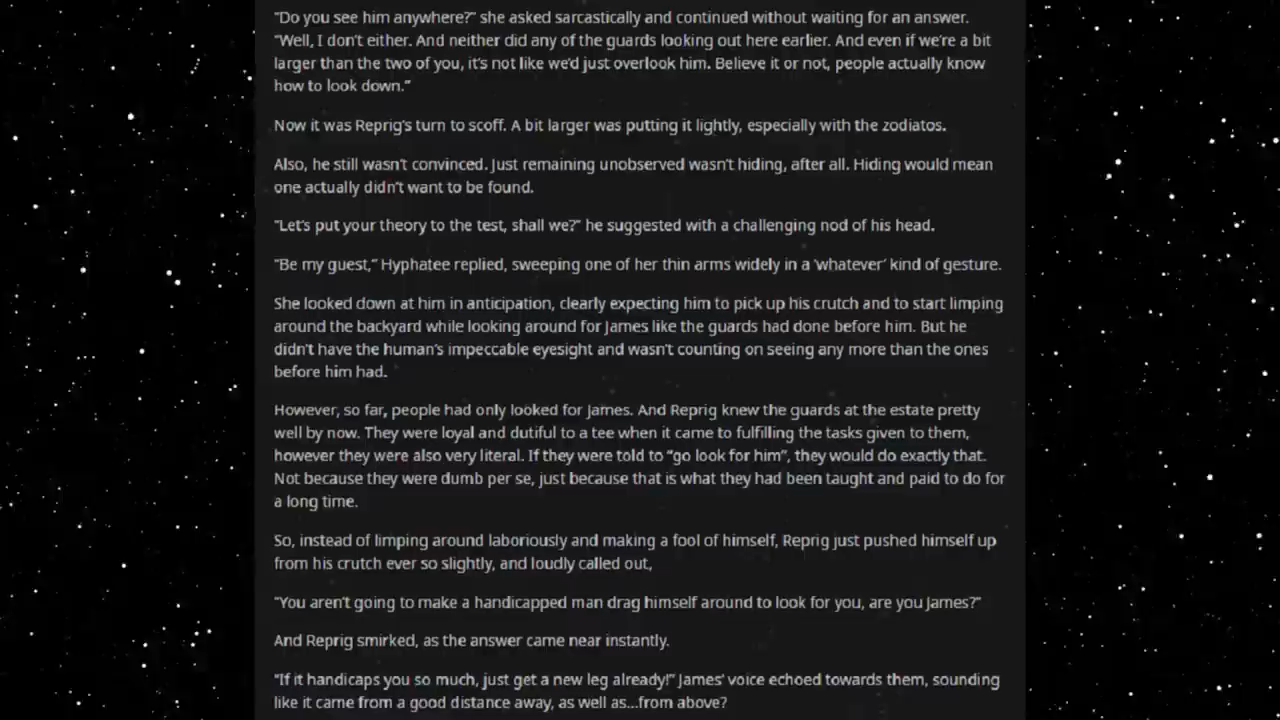 “Do you see him anywhere?” she asked sarcastically and continued without waiting for an answer.
“Well, I don’t either. And neither did any of the guards looking out here earlier. And even if we’re a bit
larger than the two of you, it’s not like we’d just overlook him. Believe it or not, people actually know
how to look down.”
Now it was Reprig’s turn to scoff. A bit larger was putting it lightly, especially with the zodiatos.
Also, he still wasn’t convinced. Just remaining unobserved wasn’t hiding, after all. Hiding would mean
one actually didn’t want to be found.
“Let’s put your theory to the test, shall we?” he suggested with a challenging nod of his head.
“Be my guest,” Hyphatee replied, sweeping one of her thin arms widely in a ‘whatever’ kind of gesture.
She looked down at him in anticipation, clearly expecting him to pick up his crutch and to start limping
around the backyard while looking around for James like the guards had done before him. But he
didn’t have the human’s impeccable eyesight and wasn’t counting on seeing any more than the ones
before him had.
However, so far, people had only looked for James. And Reprig knew the guards at the estate pretty
well by now. They were loyal and dutiful to a tee when it came to fulfilling the tasks given to them,
however they were also very literal. If they were told to “go look for him”, they would do exactly that.
Not because they were dumb per se, just because that is what they had been taught and paid to do for
a long time.
So, instead of limping around laboriously and making a fool of himself, Reprig just pushed himself up
from his crutch ever so slightly, and loudly called out,
“You aren’t going to make a handicapped man drag himself around to look for you, are you James?”
And Reprig smirked, as the answer came near instantly.
“If it handicaps you so much, just get a new leg already!” James’ voice echoed towards them, sounding
like it came from a good distance away, as well as…from above?